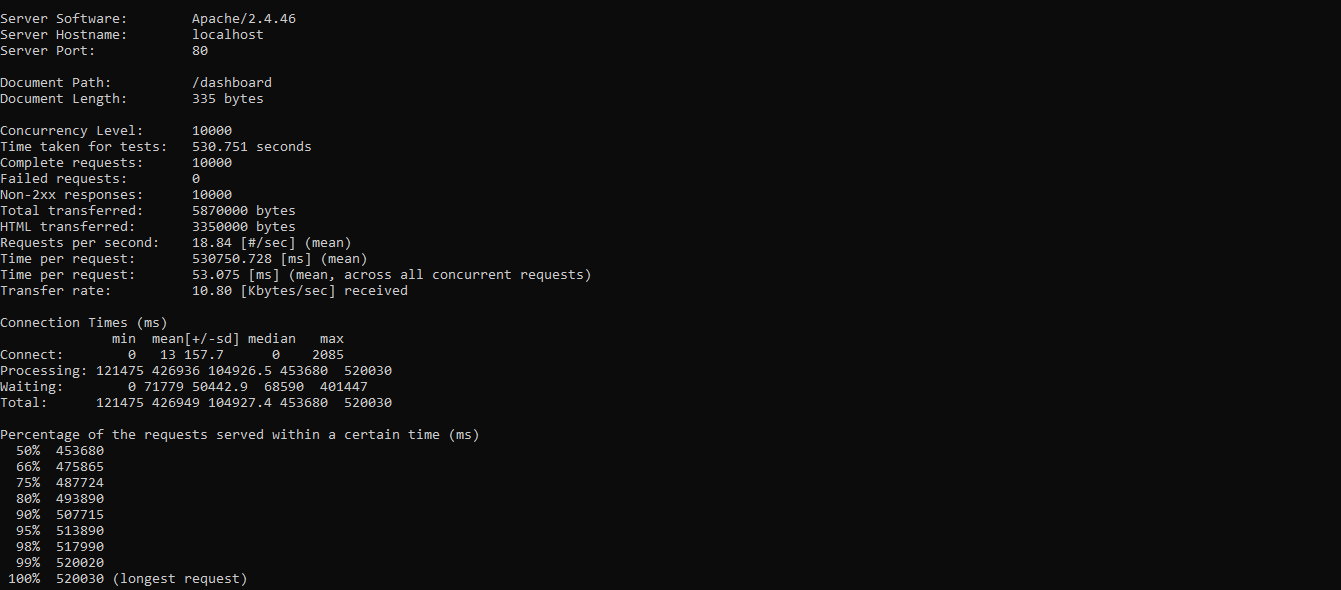 Server Software:        Apache/2.4.46
Server Hostname:        localhost
Server Port:            80

Document Path:          /dashboard
Document Length:        335 bytes

Concurrency Level:      10000
Time taken for tests:   530.751 seconds
Complete requests:      10000
Failed requests:        0
Non-2xx responses:      10000
Total transferred:      5870000 bytes
HTML transferred:       3350000 bytes
Requests per second:    18.84 [#/sec] (mean)
Time per request:       530750.728 [ms] (mean)
Time per request:       53.075 [ms] (mean, across all concurrent requests)
Transfer rate:          10.80 [Kbytes/sec] received

Connection Times (ms)
              min  mean[+/-sd] median   max
Connect:        0   13 157.7      0    2085
Processing: 121475 426936 104926.5 453680  520030
Waiting:        0 71779 50442.9  68590  401447
Total:      121475 426949 104927.4 453680  520030

Percentage of the requests served within a certain time (ms)
  50%  453680
  66%  475865
  75%  487724
  80%  493890
  90%  507715
  95%  513890
  98%  517990
  99%  520020
 100%  520030 (longest request)